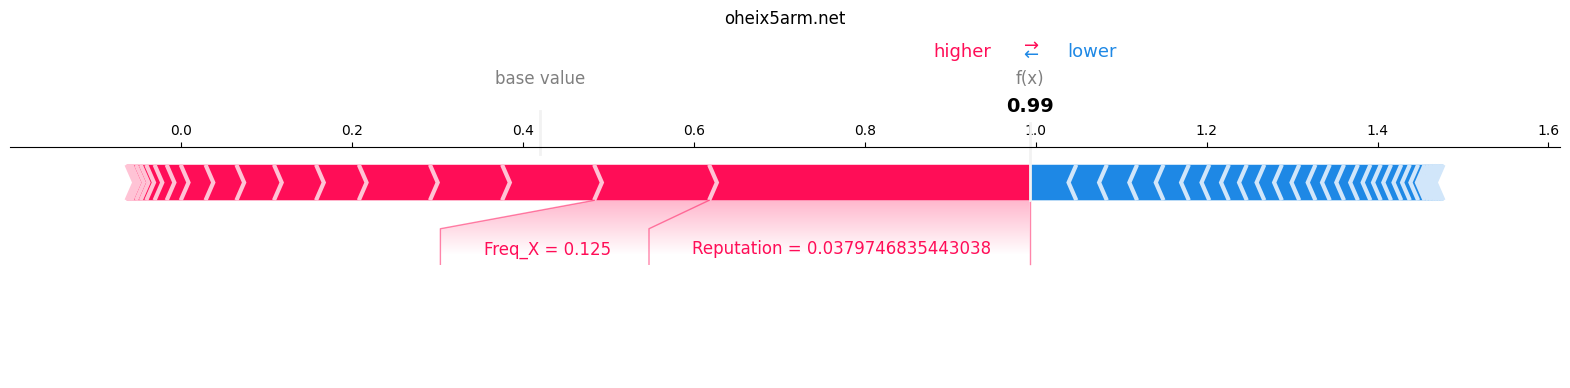 oheix5arm.net
higher ⇄ lower
base value f(x)
0.99
0.0 0.2 0.4 0.6 0.8 1.0 1.2 1.4 1.6
Freq_X = 0.125 Reputation = 0.0379746835443038